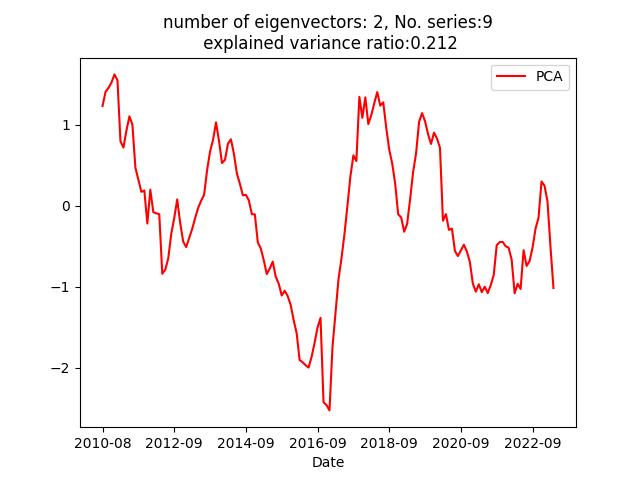 number of eigenvectors: 2, No. series:9
explained variance ratio:0.212
PCA
1
0
−1
−2
2010-08 2012-09 2014-09 2016-09 2018-09 2020-09 2022-09
Date